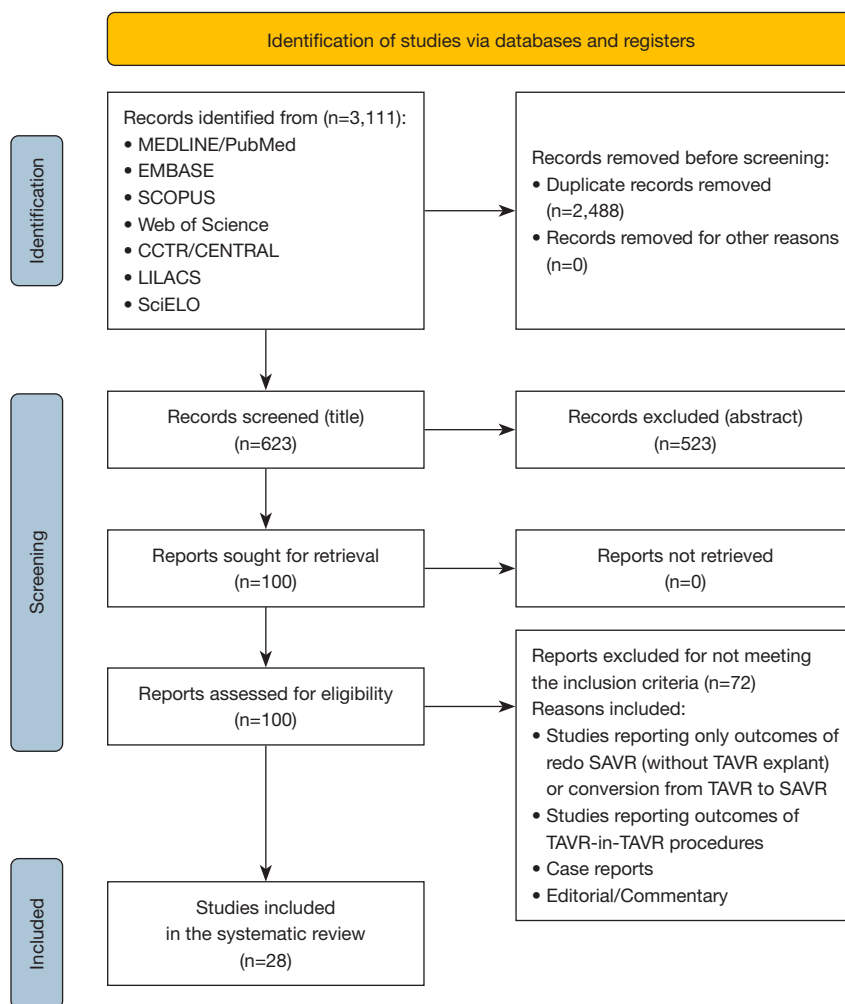 Identification of studies via databases and registers
Identification
Records identified from (n=3,111):
• MEDLINE/PubMed
• EMBASE
• SCOPUS
• Web of Science
• CCTR/CENTRAL
• LILACS
• SciELO
Records removed before screening:
• Duplicate records removed
(n=2,488)
• Records removed for other reasons
(n=0)
Screening
Records screened (title)
(n=623)
Records excluded (abstract)
(n=523)
Reports sought for retrieval
(n=100)
Reports not retrieved
(n=0)
Reports assessed for eligibility
(n=100)
Reports excluded for not meeting
the inclusion criteria (n=72)
Reasons included:
• Studies reporting only outcomes of
redo SAVR (without TAVR explant)
or conversion from TAVR to SAVR
• Studies reporting outcomes of
TAVR-in-TAVR procedures
• Case reports
• Editorial/Commentary
Included
Studies included
in the systematic review
(n=28)